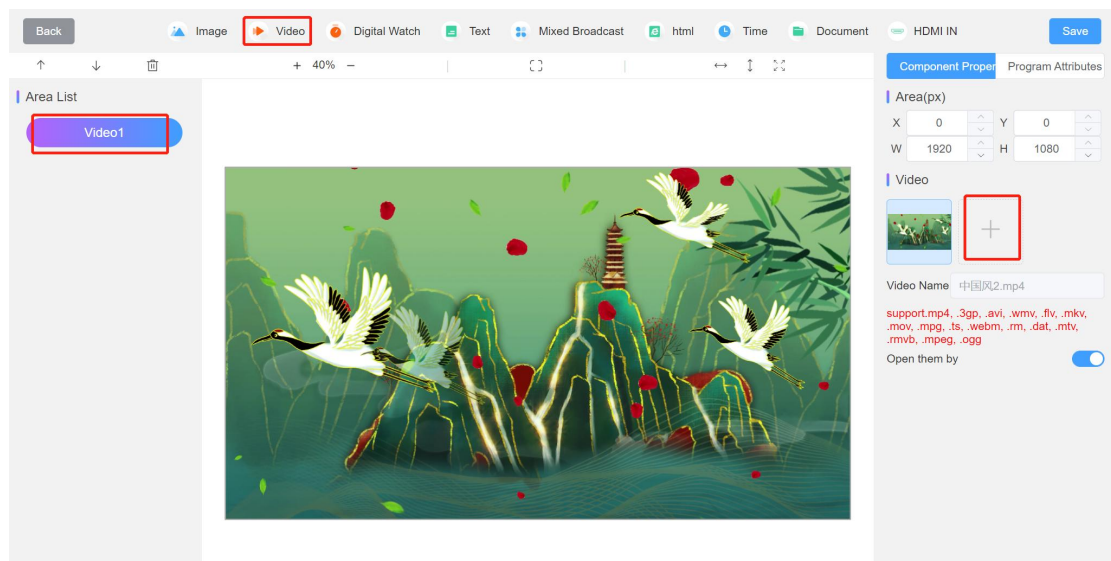 Back Image Video Digital Watch Text Mixed Broadcast html Time Document HDMI IN Save
+ 40% −
Component Proper Program Attributes
Area List
Video1
Area(px)
X 0 Y 0
W 1920 H 1080
Video
Video Name 中国风2.mp4
support.mp4, .3gp, .avi, .wmv, .flv, .mkv,
.mov, .mpg, .ts, .webm, .rm, .dat, .mtv,
.rmvb, .mpeg, .ogg
Open them by